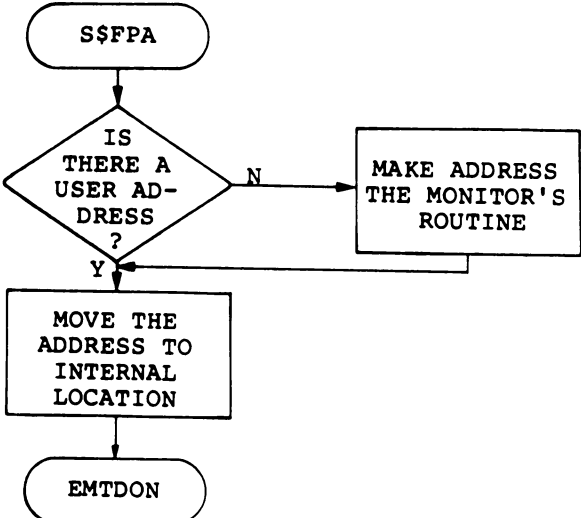 S$FPA
IS
THERE A
USER AD-
DRESS
?
N
MAKE ADDRESS
THE MONITOR'S
ROUTINE
Y
MOVE THE
ADDRESS TO
INTERNAL
LOCATION
EMTDON